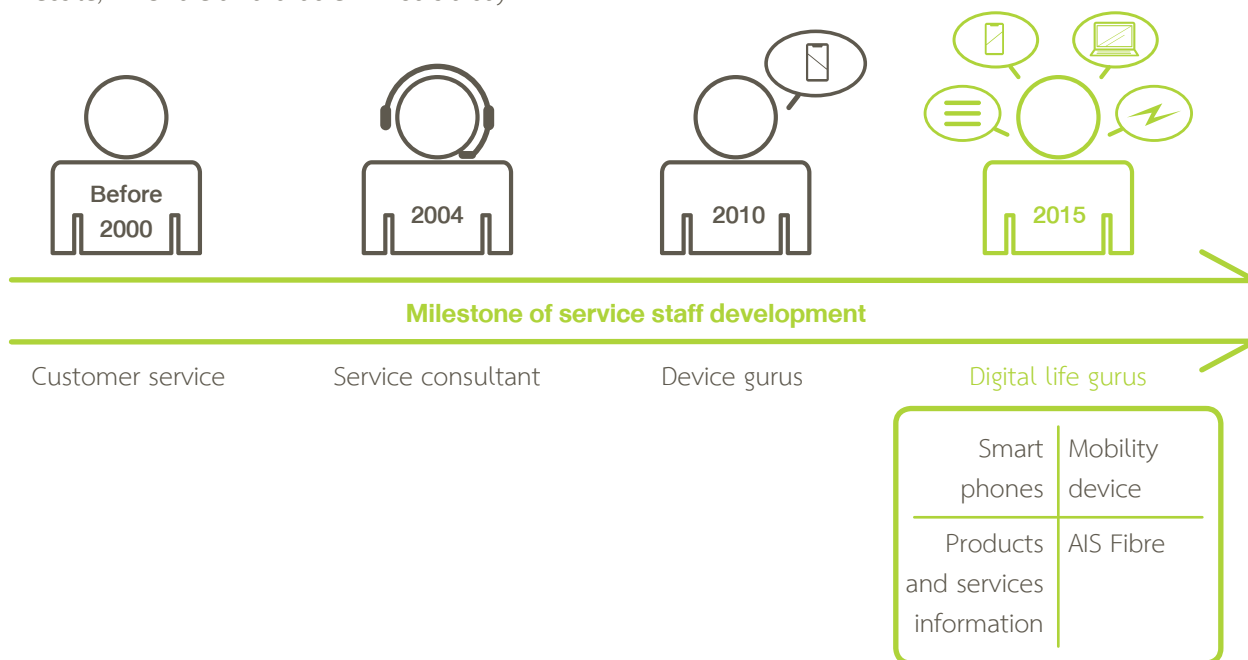 Before
2000
2004
2010
2015
Milestone of service staff development
Customer service
Service consultant
Device gurus
Digital life gurus
Smart
phones
Mobility
device
Products
and services
information
AIS Fibre